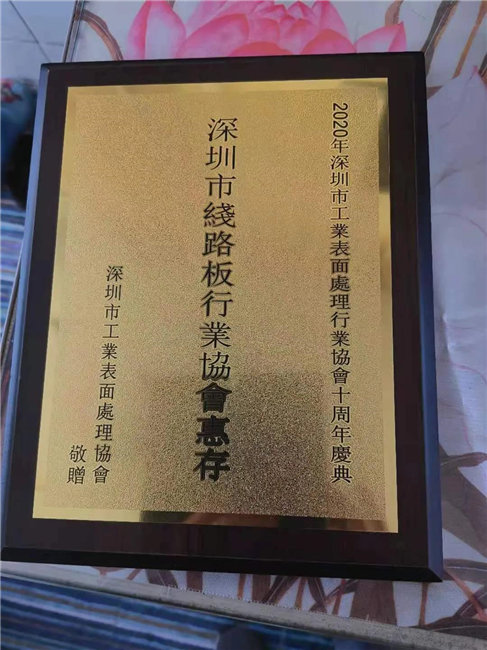 2020年深圳市工業表面處理行業協會十周年慶典
深圳市綫路板行業協會惠存
深圳市工業表面處理協會
敬贈